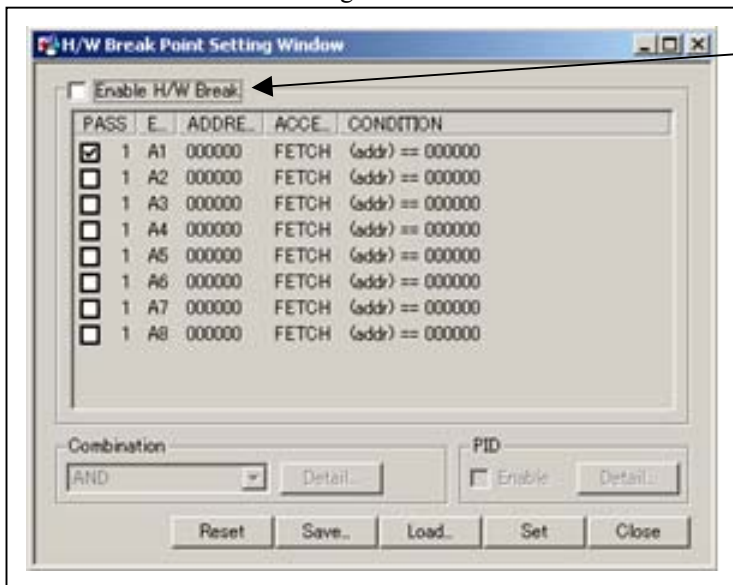 H/W Break Point Setting Window
Enable H/W Break
PASS E... ADDRE... ACCE... CONDITION
1 A1 000000 FETCH (addr) == 000000
1 A2 000000 FETCH (addr) == 000000
1 A3 000000 FETCH (addr) == 000000
1 A4 000000 FETCH (addr) == 000000
1 A5 000000 FETCH (addr) == 000000
1 A6 000000 FETCH (addr) == 000000
1 A7 000000 FETCH (addr) == 000000
1 A8 000000 FETCH (addr) == 000000
Combination PID
AND Detail... Enable Detail...
Reset Save... Load... Set Close